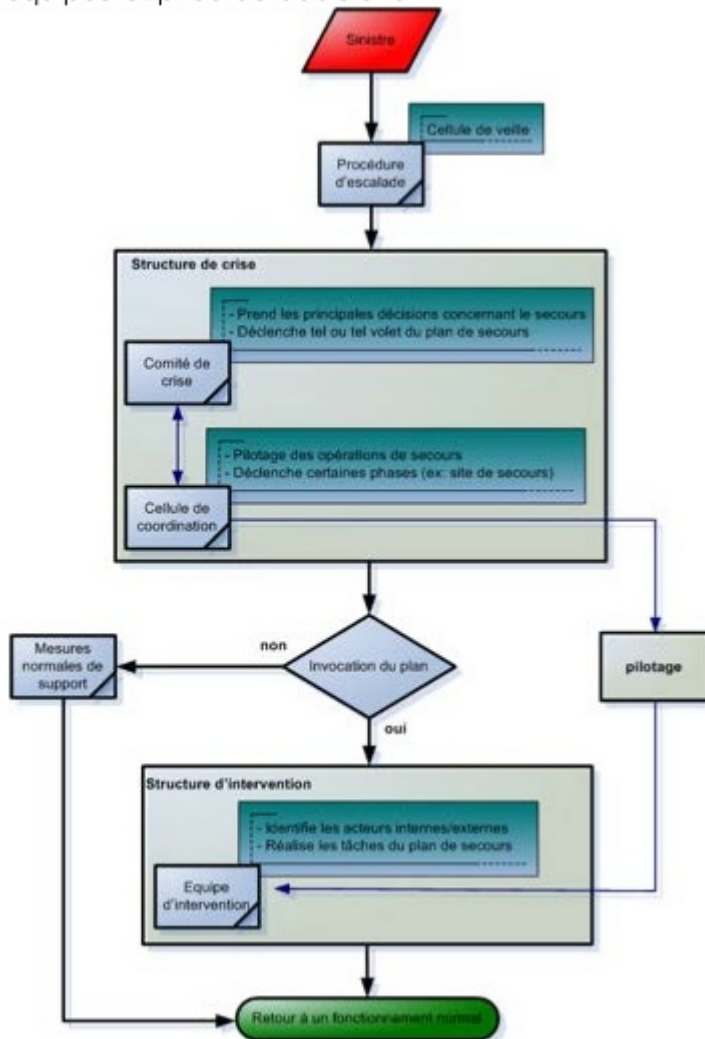 Sinistre
Cellule de veille
Procédure
d'escalade
Structure de crise
- Prend les principales décisions concernant le secours
- Déclenche tel ou tel volet du plan de secours
Comité de
crise
- Pilotage des opérations de secours
- Déclenche certaines phases (ex: site de secours)
Cellule de
coordination
non
Mesures
normales de
support
Invocation du plan
pilotage
oui
Structure d'intervention
- Identifie les acteurs internes/externes
- Réalise les tâches du plan de secours
Equipe
d'intervention
Retour à un fonctionnement normal